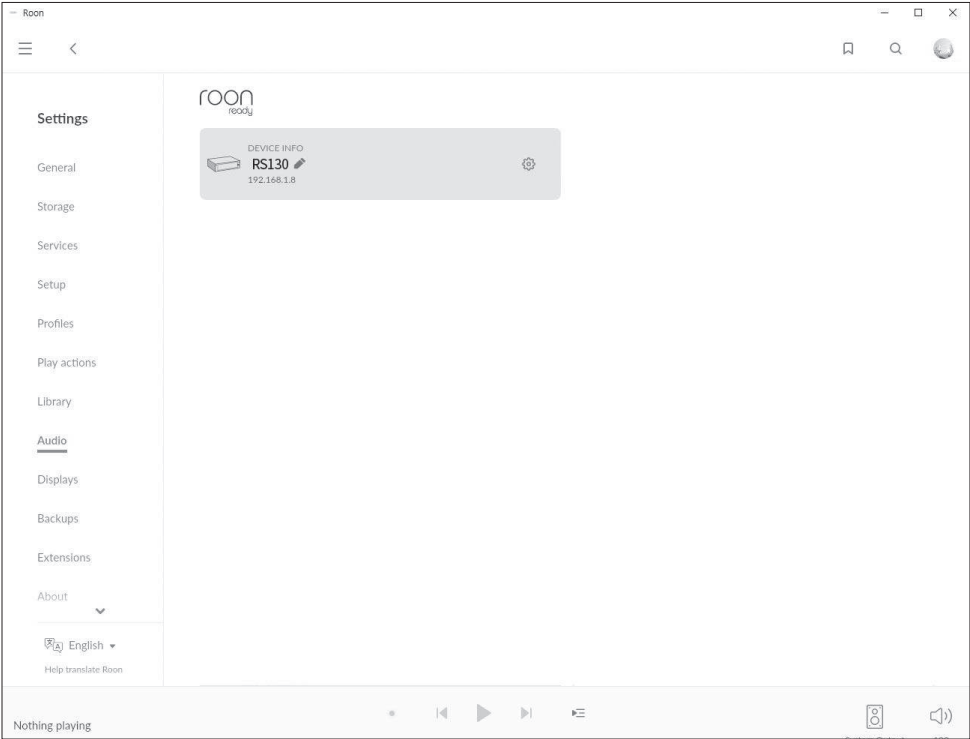 Roon
Settings
General
Storage
Services
Setup
Profiles
Play actions
Library
Audio
Displays
Backups
Extensions
About
English
Help translate Roon
roon
ready
DEVICE INFO
RS130
192.168.1.8
Nothing playing